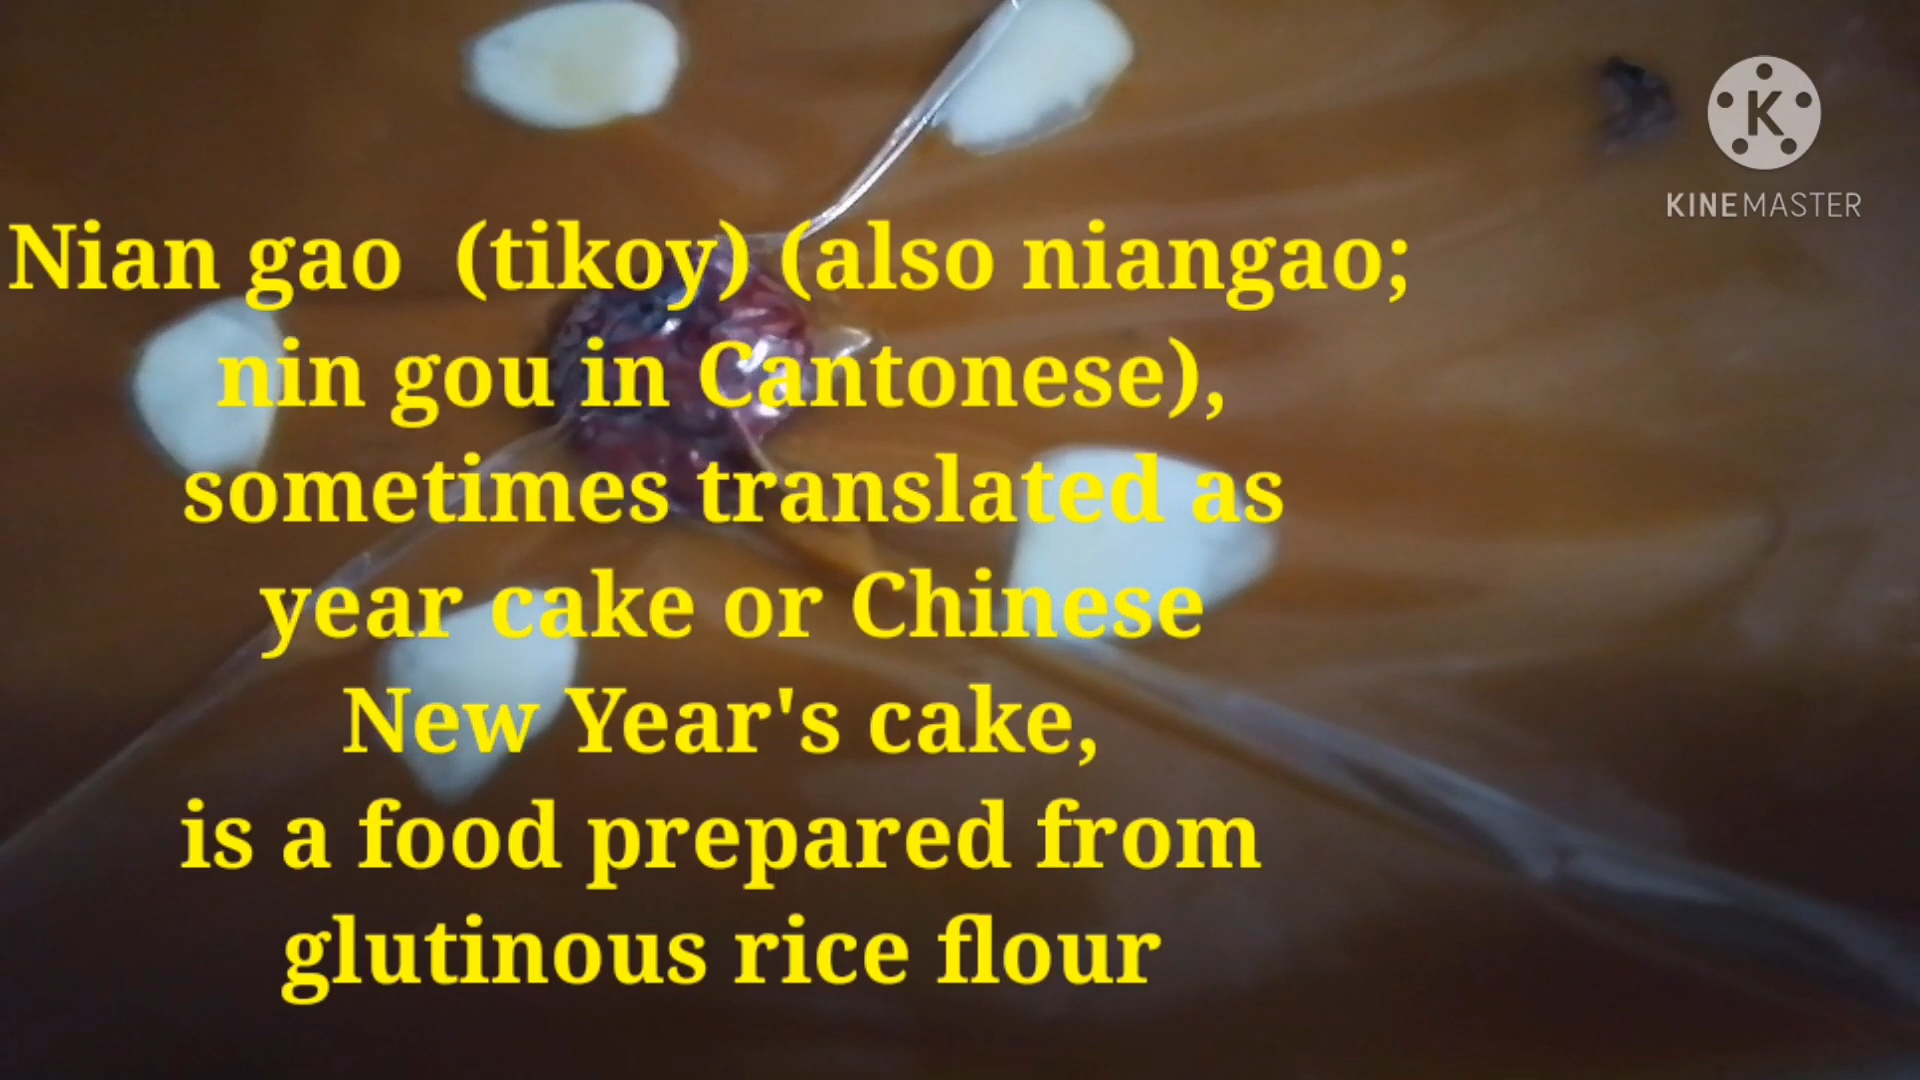 K
KINEMASTER
Nian gao  (tikoy) (also niangao;
nin gou in Cantonese),
sometimes translated as
year cake or Chinese
New Year's cake,
is a food prepared from
glutinous rice flour